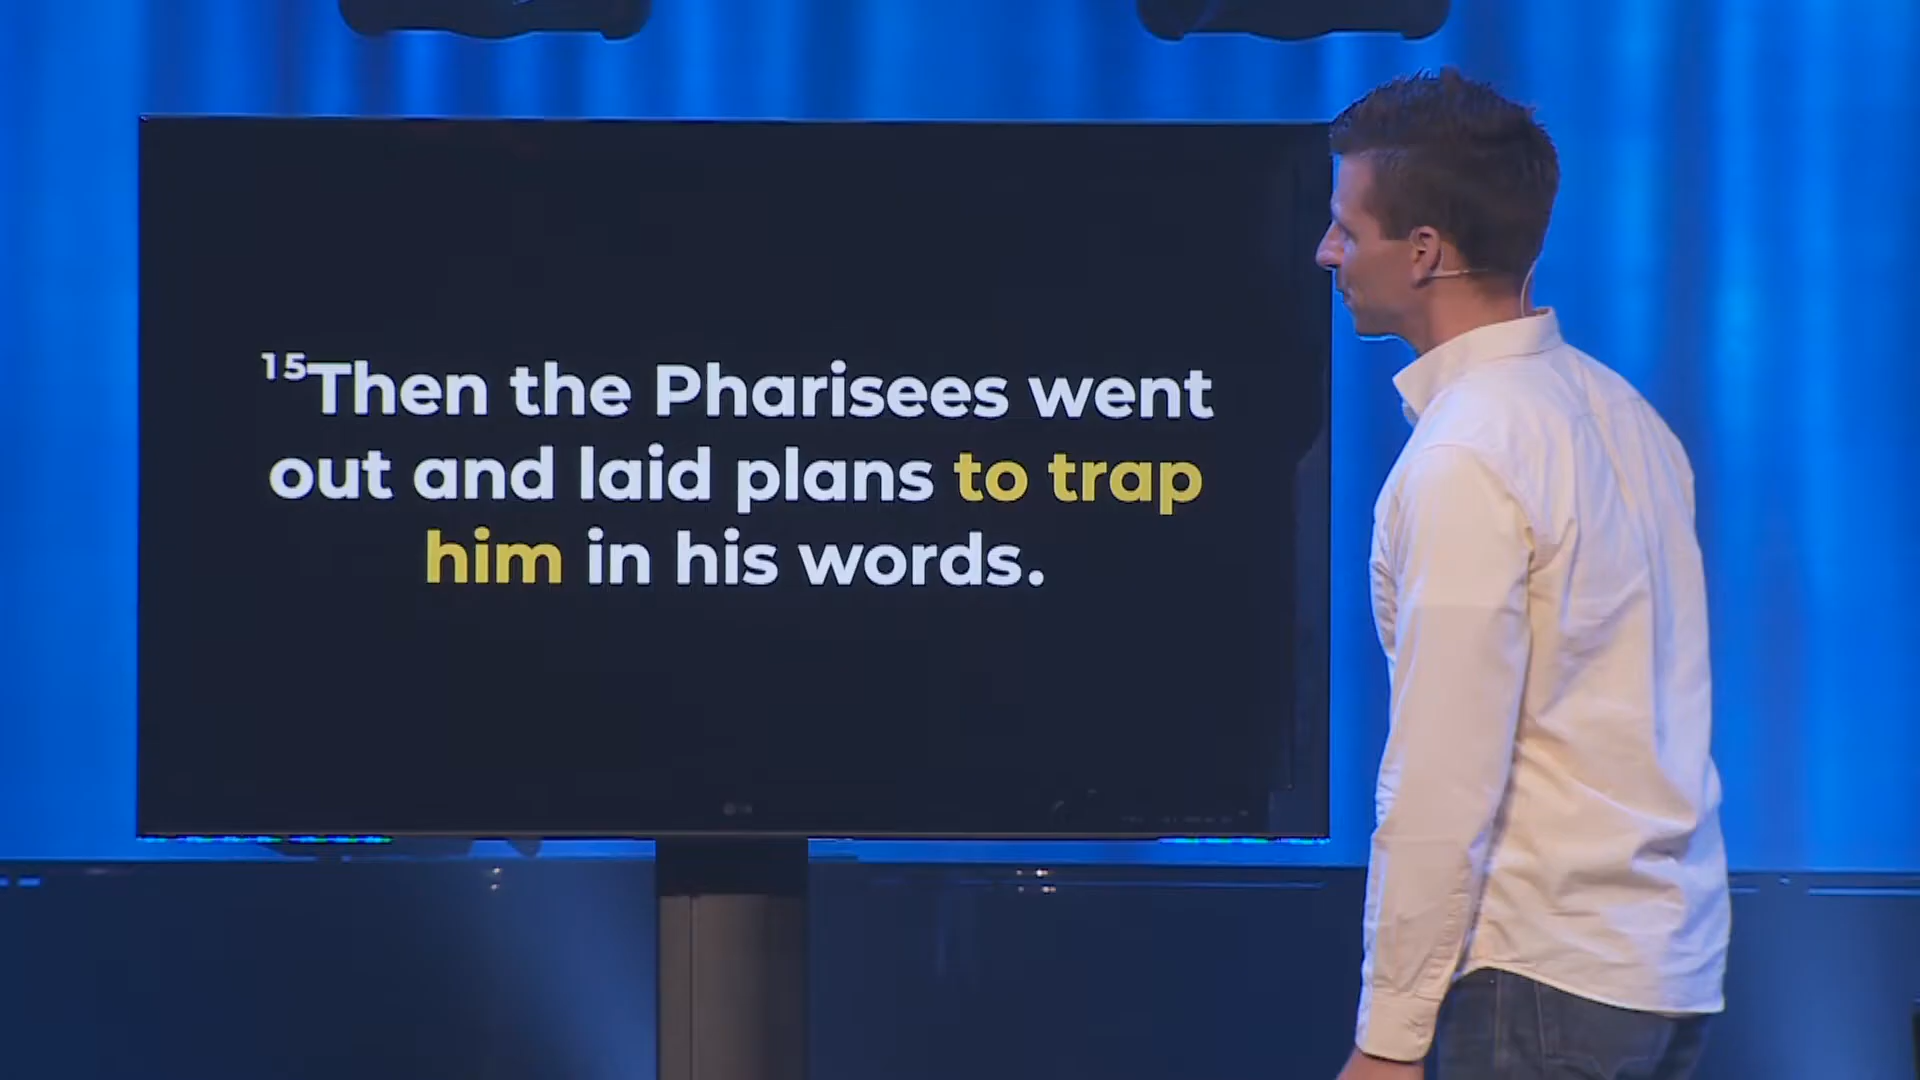 15Then the Pharisees went
out and laid plans to trap
him in his words.